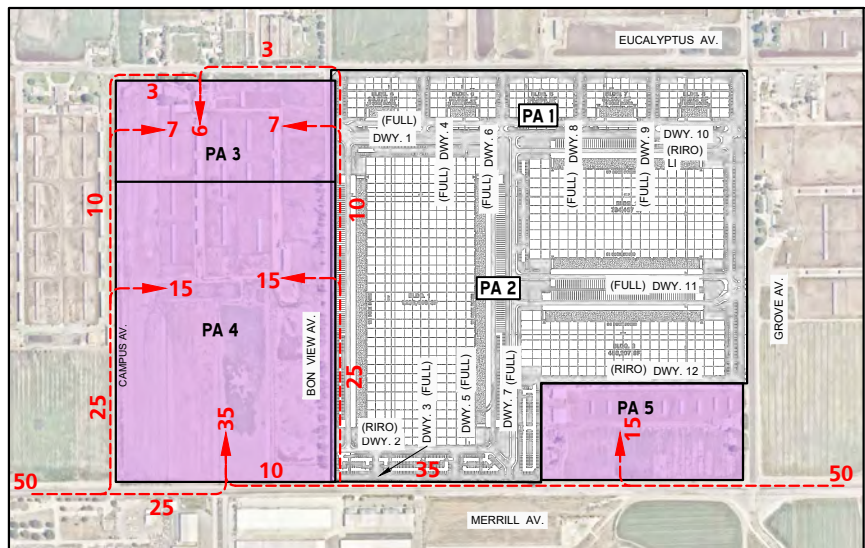 EUCALYPTUS AV.
3
3
PA 1
(FULL)
DWY. 1
DWY. 4
(FULL)
DWY. 6
(FULL)
DWY. 8
(FULL)
DWY. 9
(FULL)
DWY. 10
(RIRO)
LI
7
6
7
PA 3
10
10
15
15
PA 2
(FULL) DWY. 11
GROVE AV.
PA 4
CAMPUS AV.
BON VIEW AV.
25
25
35
(RIRO) DWY. 12
(RIRO)
DWY. 2
DWY. 3 (FULL)
DWY. 5 (FULL)
DWY. 7 (FULL)
PA 5
15
50
25
10
35
50
MERRILL AV.